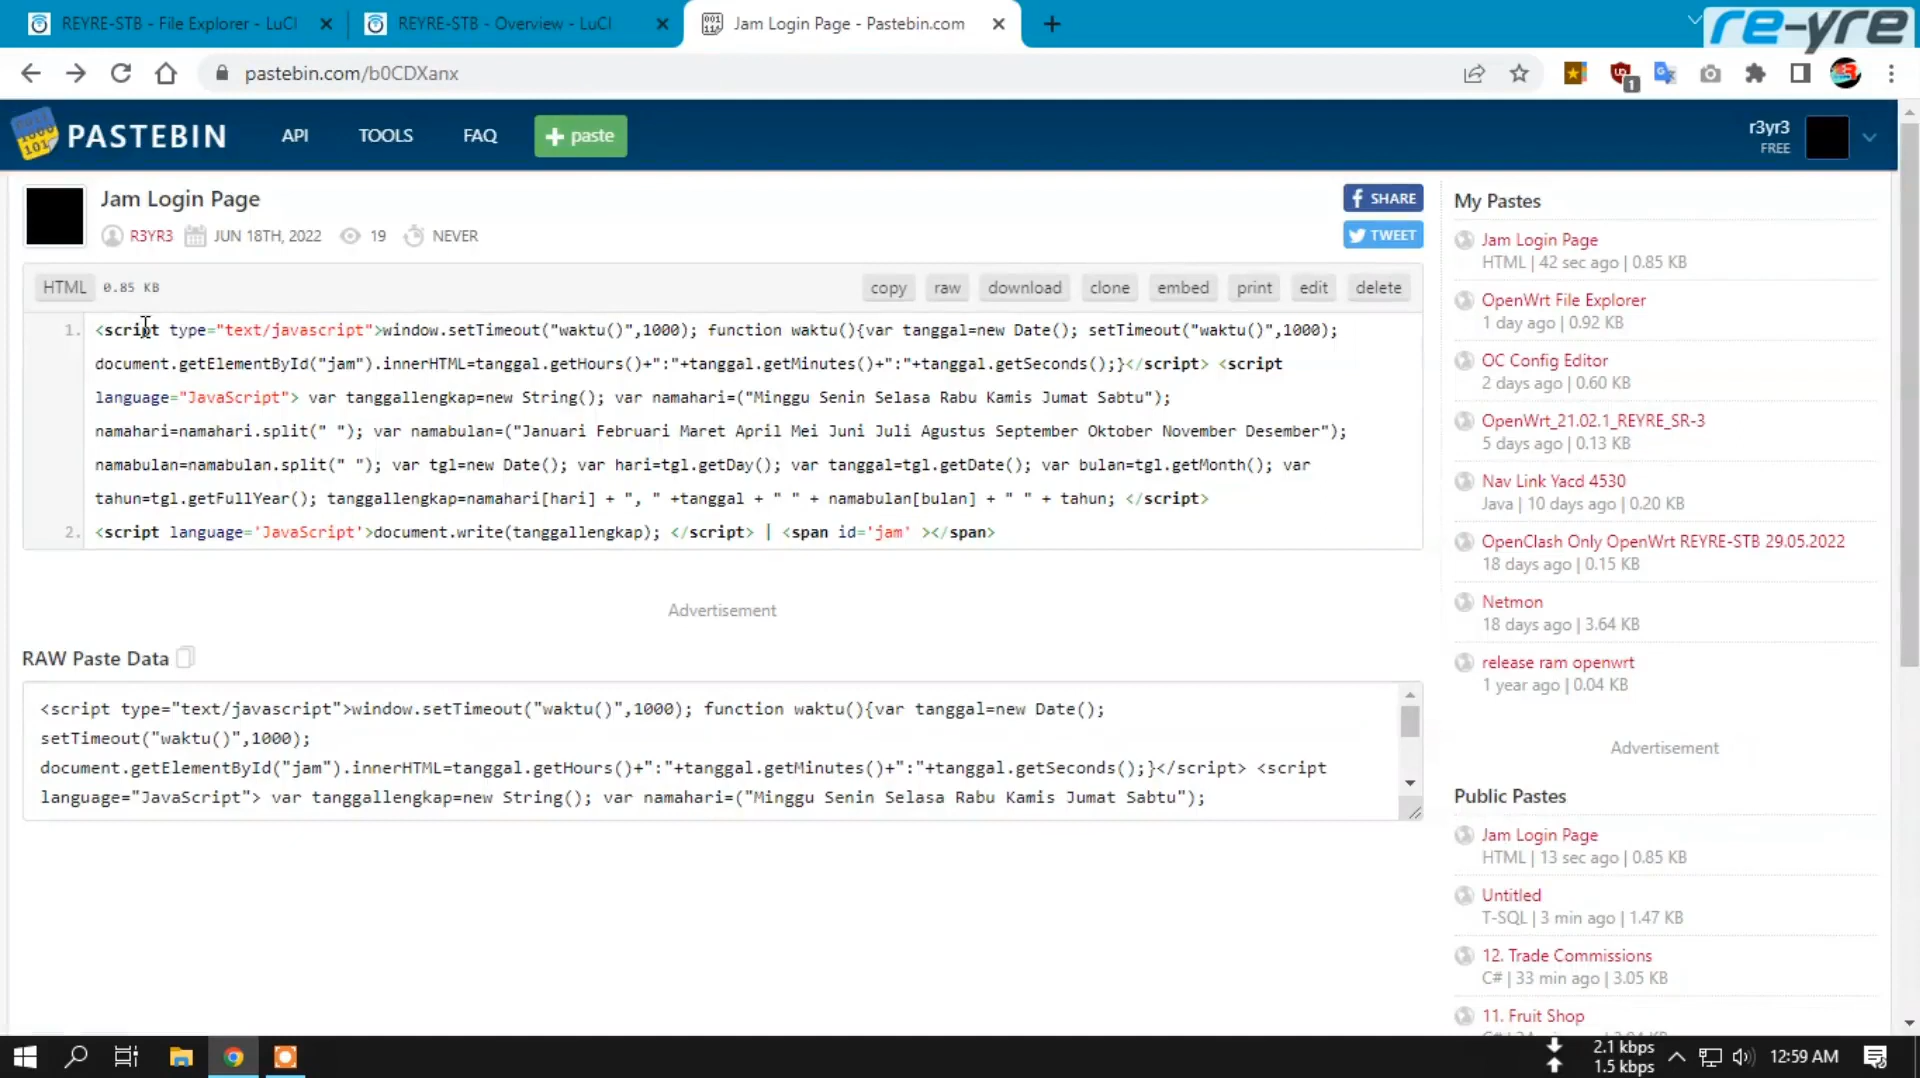 REYRE-STB - File Explorer - LuCI
REYRE-STB - Overview - LuCI
Jam Login Page - Pastebin.com
re-yre
pastebin.com/b0CDXanx
1
PASTEBIN
API
TOOLS
FAQ
paste
r3yr3
FREE
Jam Login Page
R3YR3
JUN 18TH, 2022
19
NEVER
SHARE
TWEET
HTML
0.85 KB
copy
raw
download
clone
embed
print
edit
delete
1. <script type="text/javascript">window.setTimeout("waktu()",1000); function waktu(){var tanggal=new Date(); setTimeout("waktu()",1000);
document.getElementById("jam").innerHTML=tanggal.getHours()+":"+tanggal.getMinutes()+":"+tanggal.getSeconds();}</script> <script
language="JavaScript"> var tanggallengkap=new String(); var namahari=("Minggu Senin Selasa Rabu Kamis Jumat Sabtu");
namahari=namahari.split(" "); var namabulan=("Januari Februari Maret April Mei Juni Juli Agustus September Oktober November Desember");
namabulan=namabulan.split(" "); var tgl=new Date(); var hari=tgl.getDay(); var tanggal=tgl.getDate(); var bulan=tgl.getMonth(); var
tahun=tgl.getFullYear(); tanggallengkap=namahari[hari] + ", " +tanggal + " " + namabulan[bulan] + " " + tahun; </script>
2. <script language='JavaScript'>document.write(tanggallengkap); </script> | <span id='jam' ></span>
Advertisement
RAW Paste Data
<script type="text/javascript">window.setTimeout("waktu()",1000); function waktu(){var tanggal=new Date();
setTimeout("waktu()",1000);
document.getElementById("jam").innerHTML=tanggal.getHours()+":"+tanggal.getMinutes()+":"+tanggal.getSeconds();}</script> <script
language="JavaScript"> var tanggallengkap=new String(); var namahari=("Minggu Senin Selasa Rabu Kamis Jumat Sabtu");
My Pastes
Jam Login Page
HTML | 42 sec ago | 0.85 KB
OpenWrt File Explorer
1 day ago | 0.92 KB
OC Config Editor
2 days ago | 0.60 KB
OpenWrt_21.02.1_REYRE_SR-3
5 days ago | 0.13 KB
Nav Link Yacd 4530
Java | 10 days ago | 0.20 KB
OpenClash Only OpenWrt REYRE-STB 29.05.2022
18 days ago | 0.15 KB
Netmon
18 days ago | 3.64 KB
release ram openwrt
1 year ago | 0.04 KB
Advertisement
Public Pastes
Jam Login Page
HTML | 13 sec ago | 0.85 KB
Untitled
T-SQL | 3 min ago | 1.47 KB
12. Trade Commissions
C# | 33 min ago | 3.05 KB
11. Fruit Shop
2.1 kbps
1.5 kbps
12:59 AM